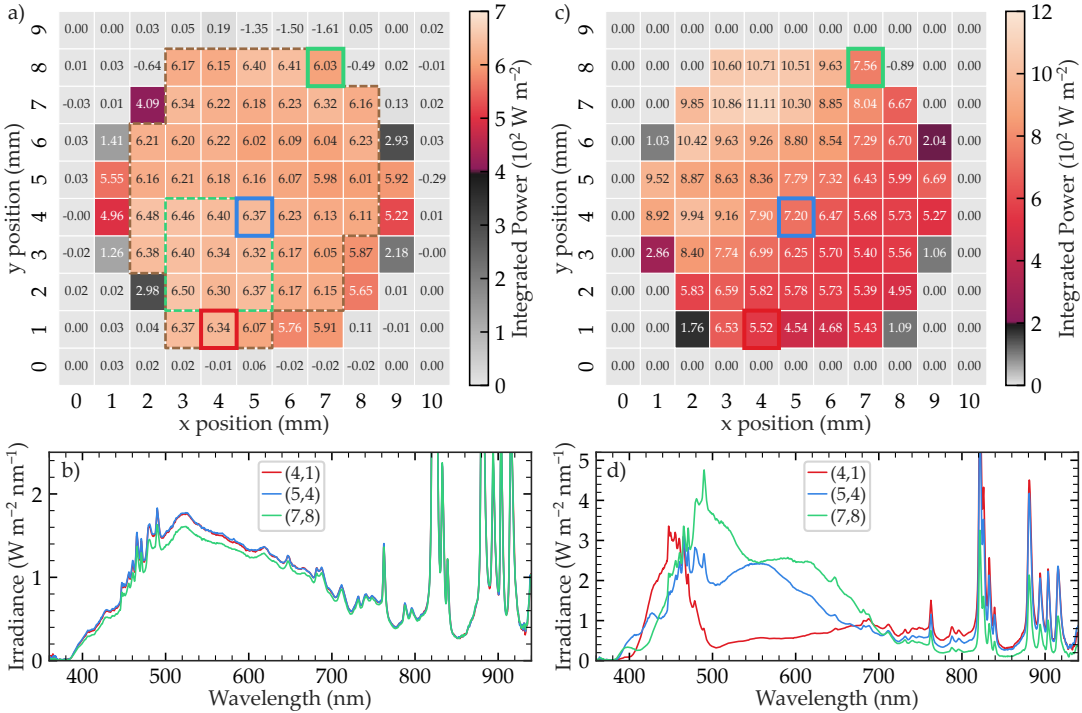 a)
9 0.00 0.00 0.00 0.04 0.19 -1.35 -1.50 -1.61 0.05 0.00 0.02
8 0.01 0.03 -0.64 6.17 6.15 6.40 6.41 6.03 -0.49 0.02 -0.01
7 -0.03 0.01 4.09 6.34 6.22 6.18 6.23 6.32 6.16 0.13 0.02
6 0.03 1.41 6.21 6.20 6.22 6.02 6.09 6.04 6.23 2.93 0.03
5 0.03 5.55 6.16 6.21 6.18 6.16 6.07 5.98 6.01 5.92 -0.29
4 -0.00 4.96 6.48 6.46 6.40 6.37 6.23 6.13 6.11 5.22 0.01
3 -0.02 1.26 6.38 6.40 6.34 6.32 6.17 6.05 5.87 2.18 -0.00
2 0.02 0.02 2.98 6.50 6.30 6.37 6.17 6.15 5.65 0.01 0.00
1 0.00 0.03 0.04 6.37 6.34 6.07 5.76 5.91 0.11 -0.01 0.00
0 0.00 0.03 0.02 0.02 -0.01 0.06 -0.02 -0.02 -0.02 0.00 0.00
0 1 2 3 4 5 6 7 8 9 10
x position (mm)
y position (mm)
7
6
5
4
3
2
1
0
Integrated Power (10² W m⁻²)
c)
9 0.00 0.00 0.00 0.00 0.00 0.00 0.00 0.00 0.00 0.00 0.00
8 0.00 0.00 0.00 10.60 10.71 10.51 9.63 7.56 -0.89 0.00 0.00
7 0.00 0.00 9.85 10.86 11.11 10.30 8.85 8.04 6.67 0.00 0.00
6 0.00 1.03 10.42 9.63 9.26 8.80 8.54 7.29 6.70 2.04 0.00
5 0.00 9.52 8.87 8.63 8.36 7.79 7.32 6.43 5.99 6.69 0.00
4 0.00 8.92 9.94 9.16 7.90 7.20 6.47 5.68 5.73 5.27 0.00
3 0.00 2.86 8.40 7.74 6.99 6.25 5.70 5.40 5.56 1.06 0.00
2 0.00 0.00 5.83 6.59 5.82 5.78 5.73 5.39 4.95 0.00 0.00
1 0.00 0.00 1.76 6.53 5.52 4.54 4.68 5.43 1.09 0.00 0.00
0 0.00 0.00 0.00 0.00 0.00 0.00 0.00 0.00 0.00 0.00 0.00
0 1 2 3 4 5 6 7 8 9 10
x position (mm)
y position (mm)
12
10
8
6
4
2
0
Integrated Power (10² W m⁻²)
b)
(4,1)
(5,4)
(7,8)
2
1
0
400 500 600 700 800 900
Wavelength (nm)
Irradiance (W m⁻² nm⁻¹)
d)
(4,1)
(5,4)
(7,8)
5
4
3
2
1
0
400 500 600 700 800 900
Wavelength (nm)
Irradiance (W m⁻² nm⁻¹)